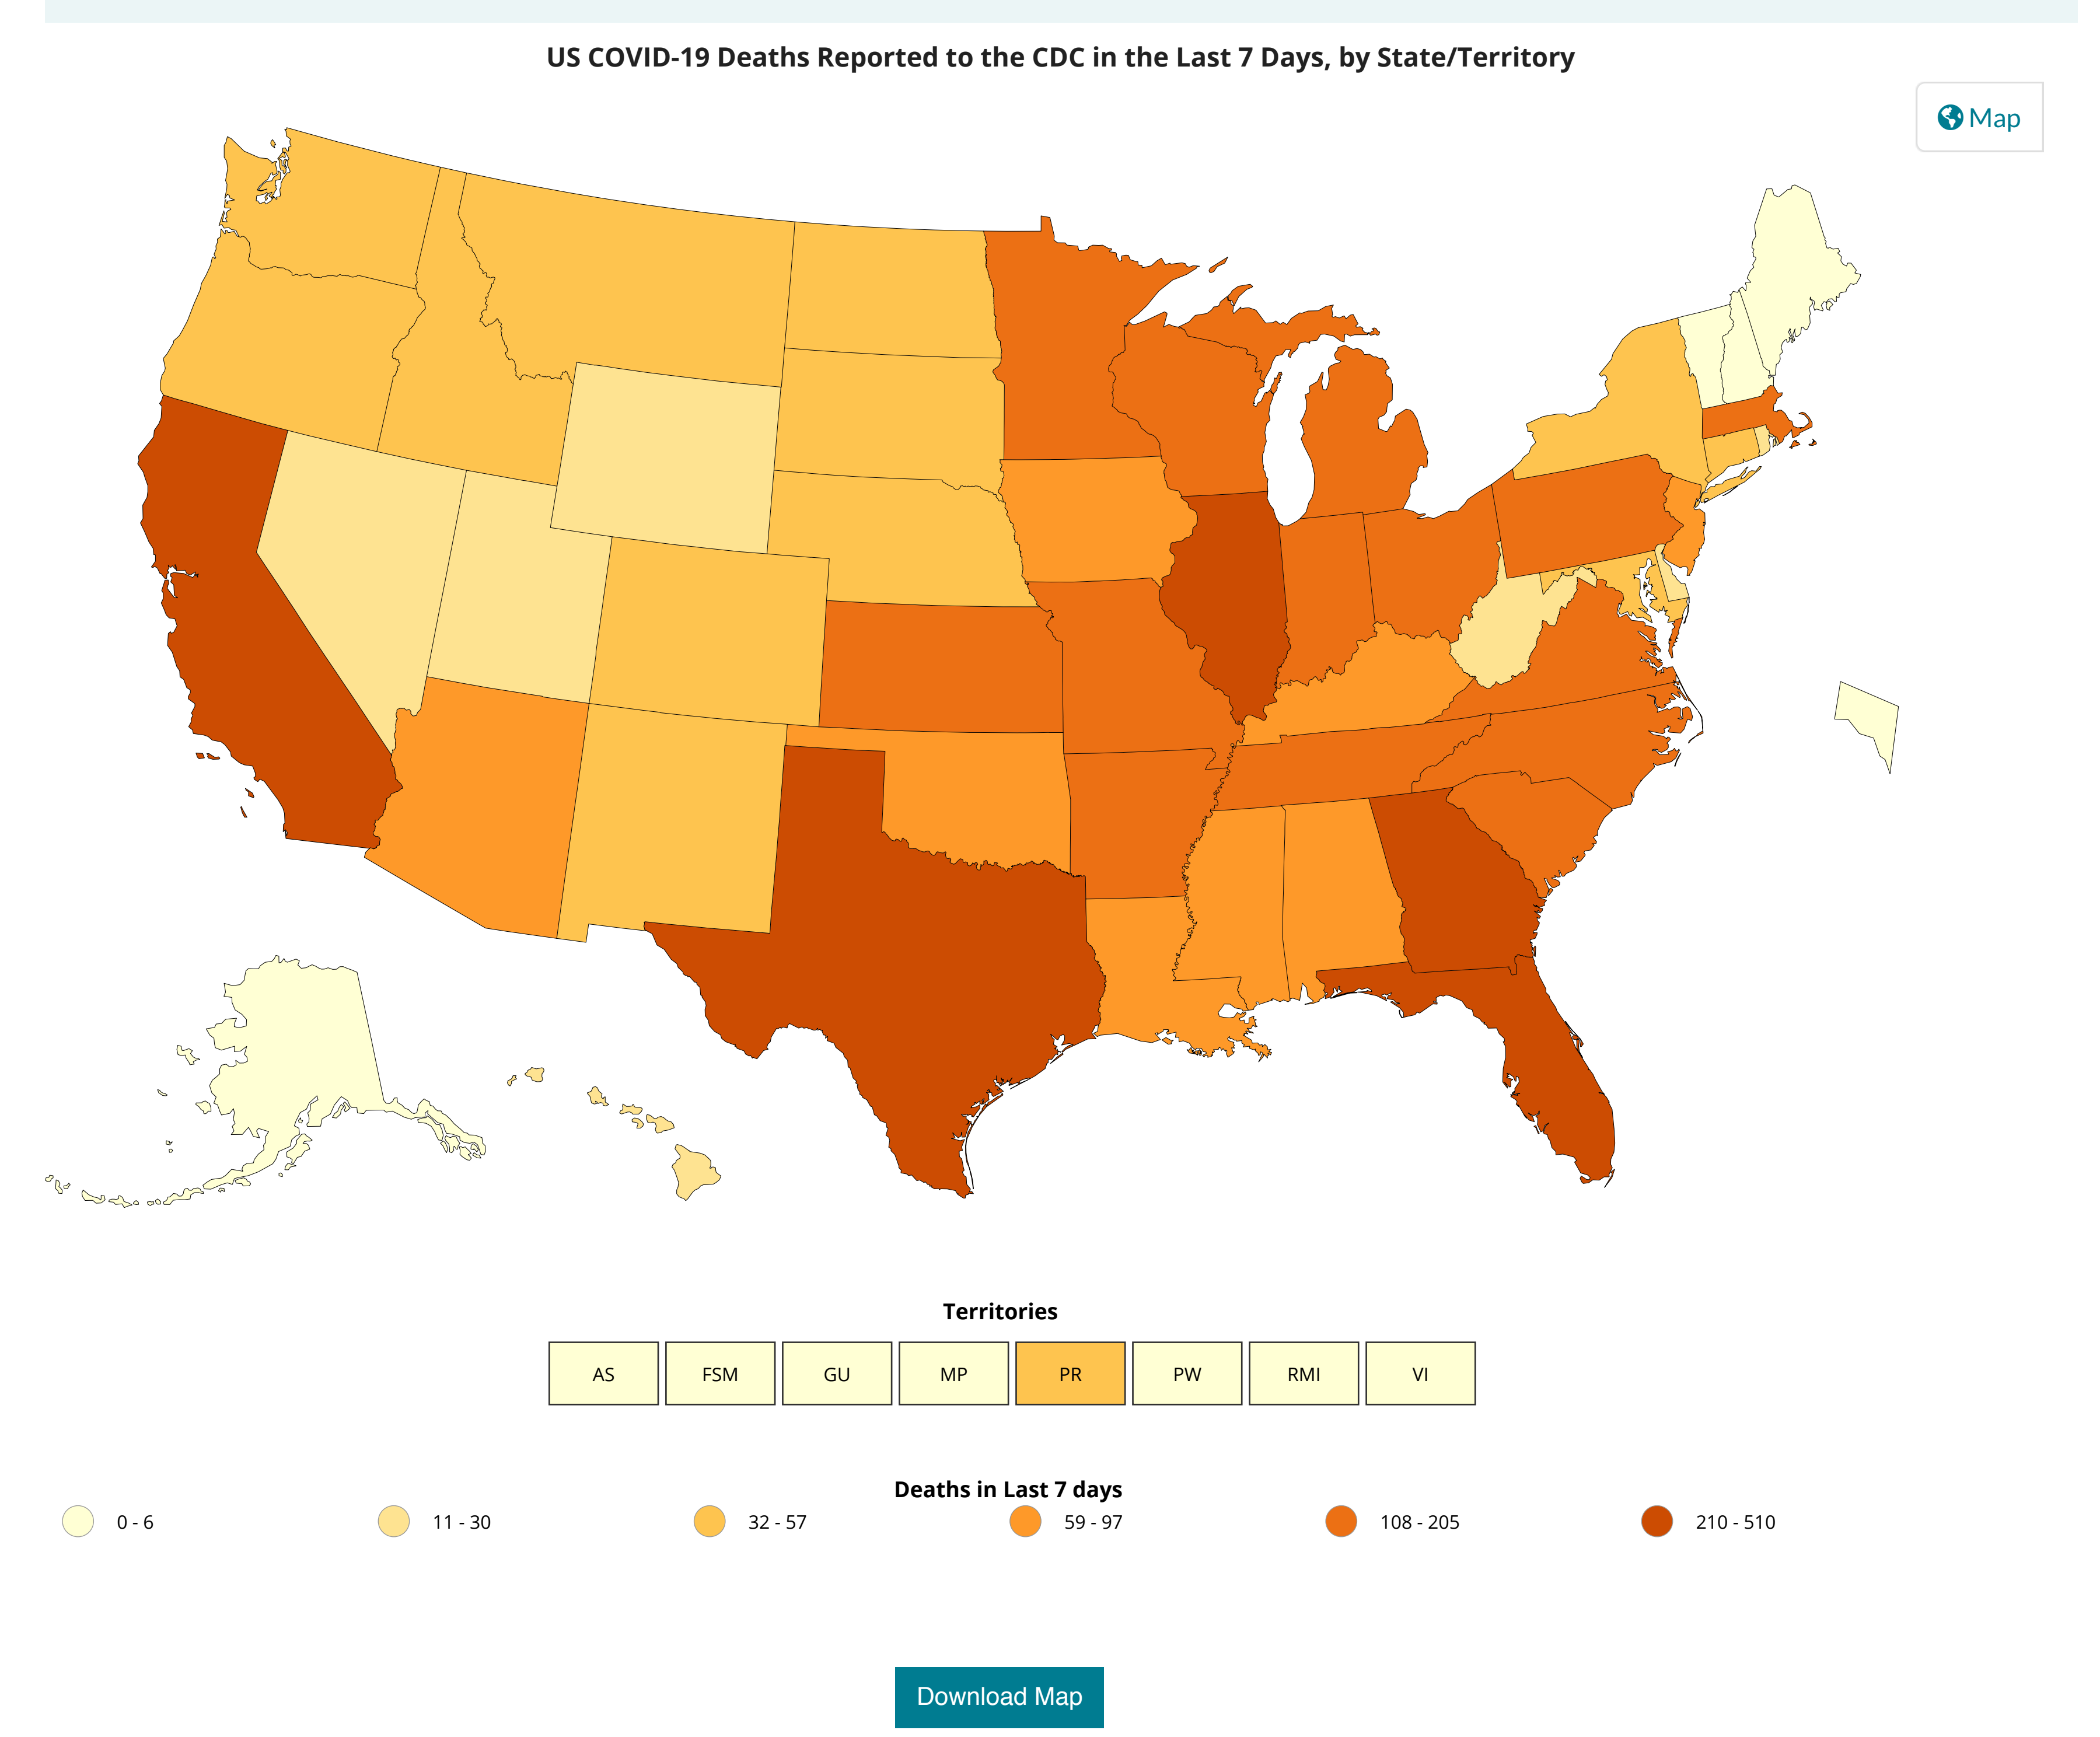 US COVID-19 Deaths Reported to the CDC in the Last 7 Days, by State/Territory
Map
Territories
AS FSM GU MP PR PW RMI VI
Deaths in Last 7 days
0 - 6 11 - 30 32 - 57 59 - 97 108 - 205 210 - 510
Download Map